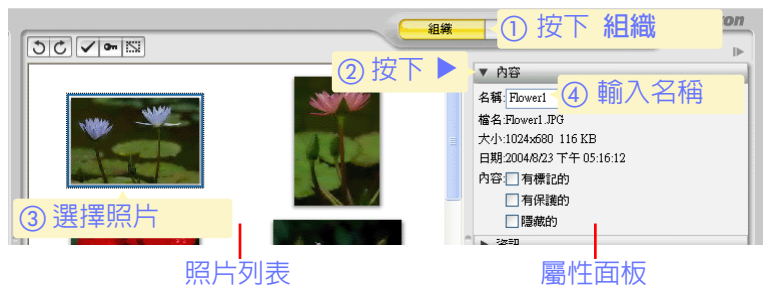 組織
① 按下 組織
② 按下 ▶
▼ 內容
名稱: Flower1
④ 輸入名稱
檔名:Flower1.JPG
大小:1024x680 116 KB
日期:2004/8/23 下午 05:16:12
內容: 有標記的
有保護的
隱藏的
③ 選擇照片
▶ 資訊
照片列表
屬性面板